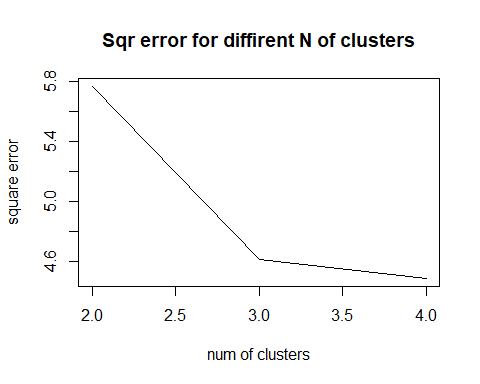 Sqr error for diffirent N of clusters
square error
5.8
5.4
5.0
4.6
2.0 2.5 3.0 3.5 4.0
num of clusters